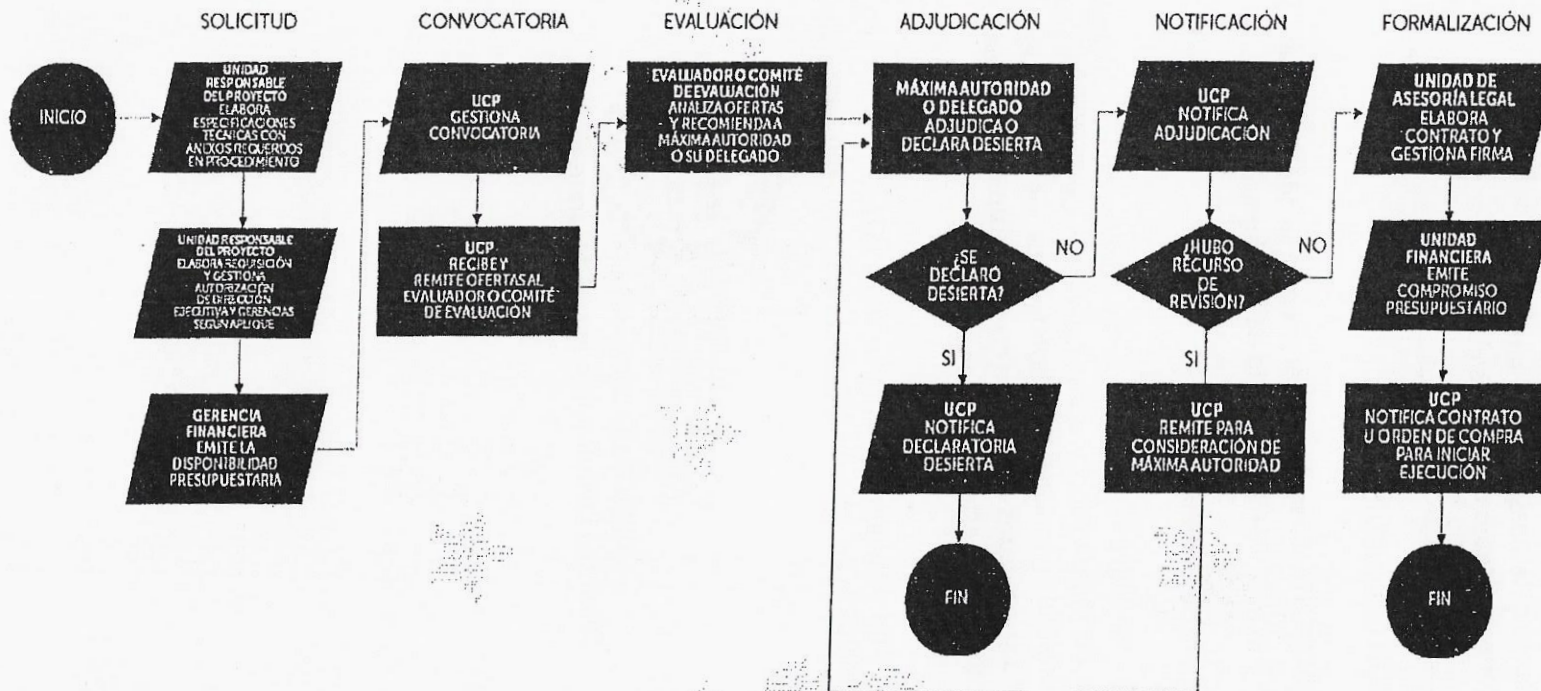 SOLICITUD
CONVOCATORIA
EVALUACIÓN
ADJUDICACIÓN
NOTIFICACIÓN
FORMALIZACIÓN
INICIO
UNIDAD
RESPONSABLE
DEL PROYECTO
ELABORA
ESPECIFICACIONES
TÉCNICAS CON
ANEXOS REQUERDOS
EN PROCEDIMIENTO
UNIDAD RESPONSABLE
DEL PROYECTO
ELABORA REQUISICIÓN
Y GESTIONA
AUTORIZACIÓN
DE DIRECCIÓN
EJECUTIVA Y GERENCIAS
SEGÚN APLIQUE
GERENCIA
FINANCIERA
EMITE LA
DISPONIBILIDAD
PRESUPUESTARIA
UCP
GESTIONA
CONVOCATORIA
UCP
RECIBE Y
REMITE OFERTAS AL
EVALUADOR O COMITÉ
DE EVALUACIÓN
EVALUADOR O COMITÉ
DE EVALUACIÓN
ANALIZA OFERTAS
Y RECOMIENDA A
MÁXIMA AUTORIDAD
O SU DELEGADO
MÁXIMA AUTORIDAD
O DELEGADO
ADJUDICA O
DECLARA DESIERTA
¿SE
DECLARÓ
DESIERTA?
NO
SI
UCP
NOTIFICA
DECLARATORIA
DESIERTA
FIN
UCP
NOTIFICA
ADJUDICACIÓN
¿HUBO
RECURSO
DE
REVISIÓN?
NO
SI
UCP
REMITE PARA
CONSIDERACIÓN DE
MÁXIMA AUTORIDAD
UNIDAD DE
ASESORÍA LEGAL
ELABORA
CONTRATO Y
GESTIONA FIRMA
UNIDAD
FINANCIERA
EMITE
COMPROMISO
PRESUPUESTARIO
UCP
NOTIFICA CONTRATO
U ORDEN DE COMPRA
PARA INICIAR
EJECUCIÓN
FIN